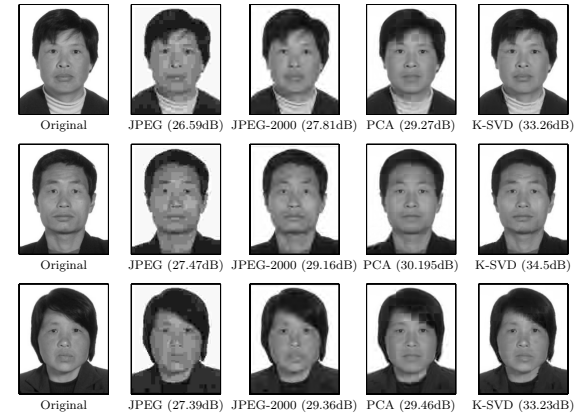 Original JPEG (26.59dB) JPEG-2000 (27.81dB) PCA (29.27dB) K-SVD (33.26dB)
Original JPEG (27.47dB) JPEG-2000 (29.16dB) PCA (30.195dB) K-SVD (34.5dB)
Original JPEG (27.39dB) JPEG-2000 (29.36dB) PCA (29.46dB) K-SVD (33.23dB)